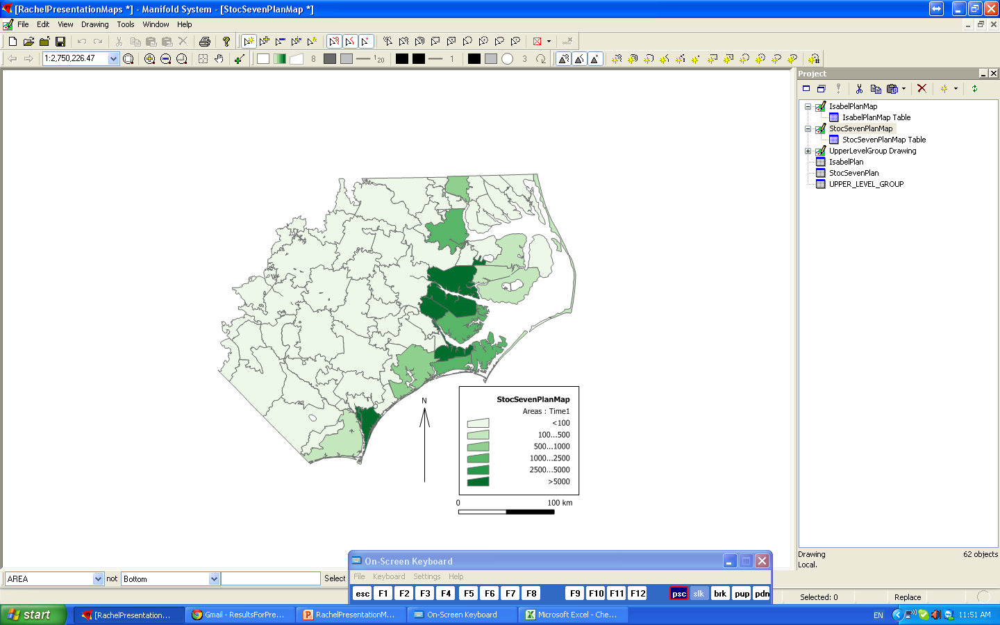 [RachelPresentationMaps *] - Manifold System - [StocSevenPlanMap *]
File Edit View Drawing Tools Window Help
1:2,750,226.47 8 1 20 1 3
Project
IsabelPlanMap
IsabelPlanMap Table
StocSevenPlanMap
StocSevenPlanMap Table
UpperLevelGroup Drawing
IsabelPlan
StocSevenPlan
UPPER_LEVEL_GROUP
N
StocSevenPlanMap
Areas : Time1
<100
100...500
500...1000
1000...2500
2500...5000
>5000
0 100 km
Drawing 62 objects
Local.
AREA not Bottom Select
On-Screen Keyboard
File Keyboard Settings Help
esc F1 F2 F3 F4 F5 F6 F7 F8 F9 F10 F11 F12 psc slk brk pup pdn
Selected: 0 Replace
start [RachelPresentation... Gmail - ResultsForPre... RachelPresentationM... On-Screen Keyboard Microsoft Excel - Che... EN 11:51 AM